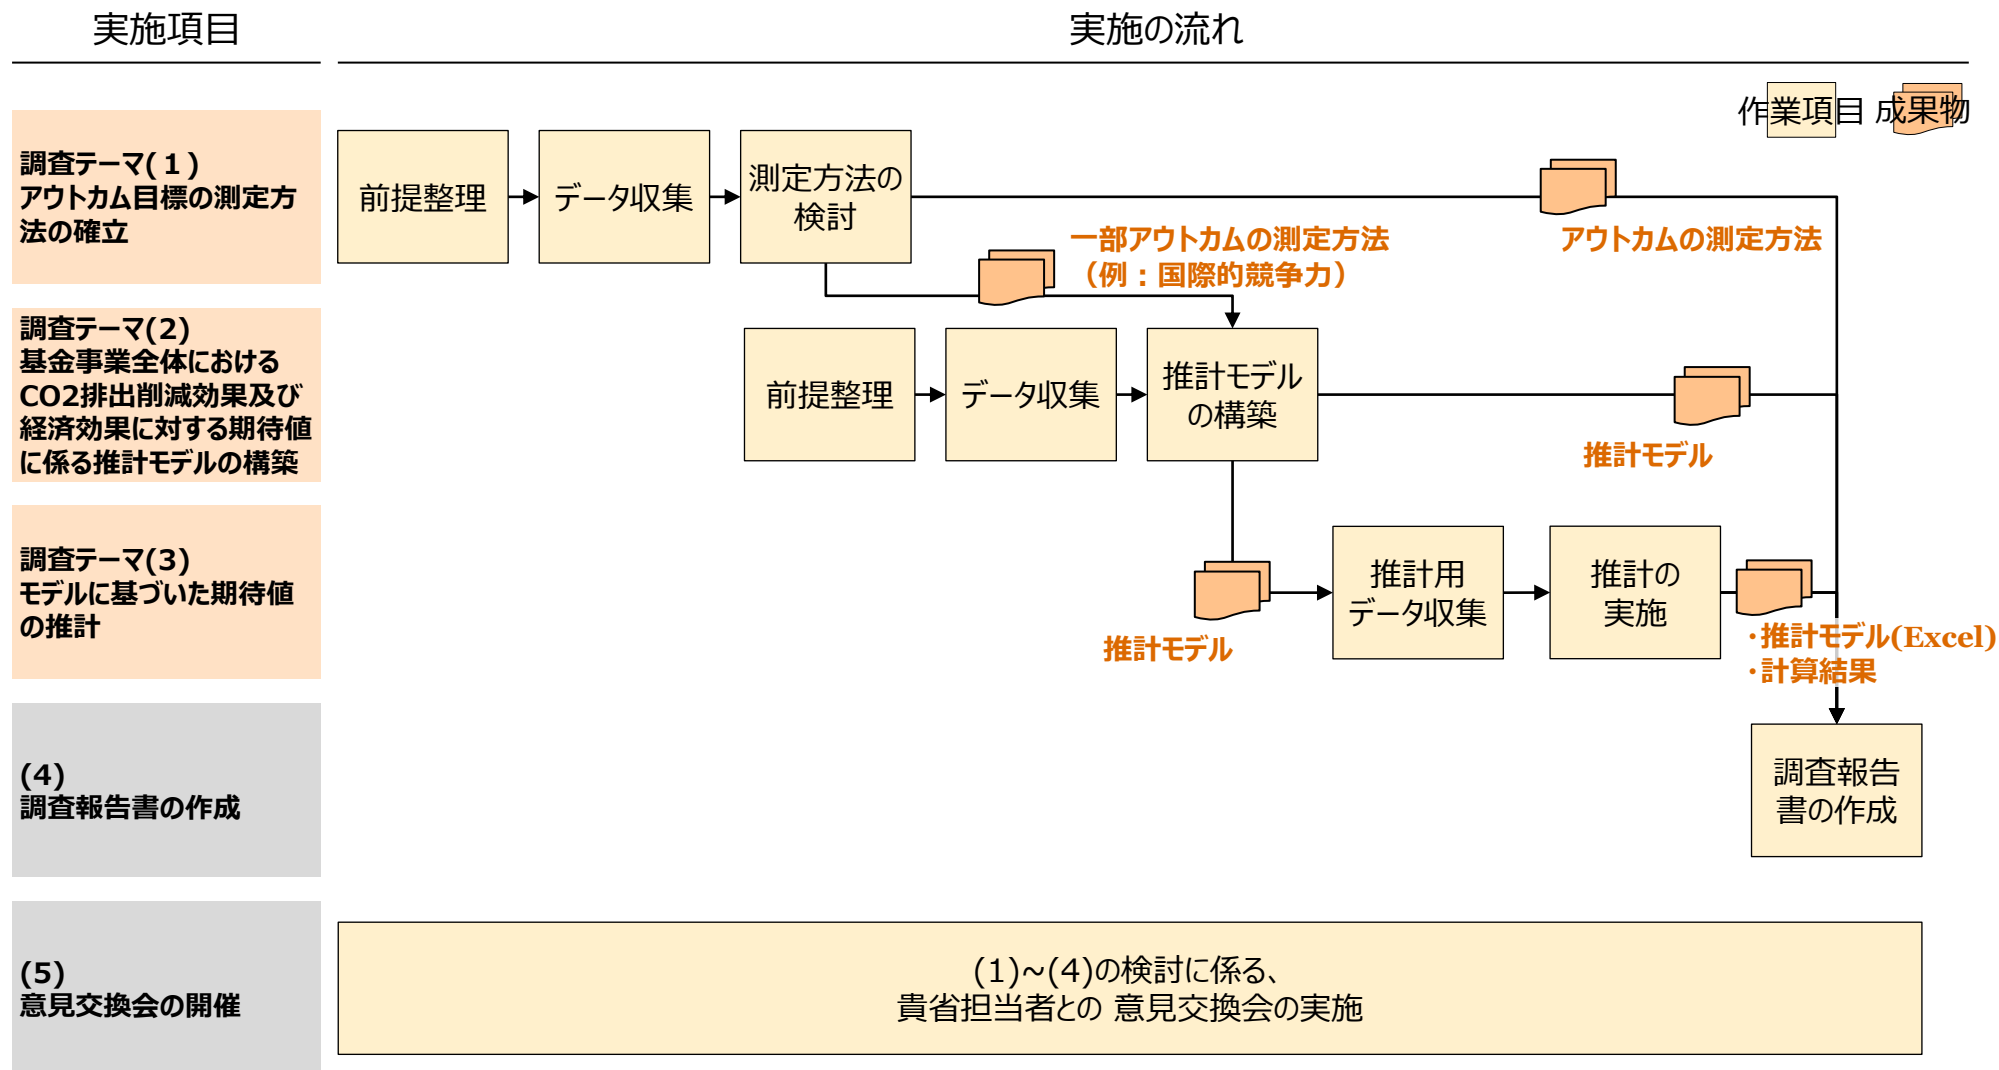 実施項目
実施の流れ
作業項目
成果物
調査テーマ(１)
アウトカム目標の測定方
法の確立
前提整理
データ収集
測定方法の
検討
一部アウトカムの測定方法
（例：国際的競争力）
アウトカムの測定方法
調査テーマ(2)
基金事業全体における
CO2排出削減効果及び
経済効果に対する期待値
に係る推計モデルの構築
前提整理
データ収集
推計モデル
の構築
推計モデル
調査テーマ(3)
モデルに基づいた期待値
の推計
推計モデル
推計用
データ収集
推計の
実施
・推計モデル(Excel)
・計算結果
(4)
調査報告書の作成
調査報告
書の作成
(5)
意見交換会の開催
(1)~(4)の検討に係る、
貴省担当者との 意見交換会の実施